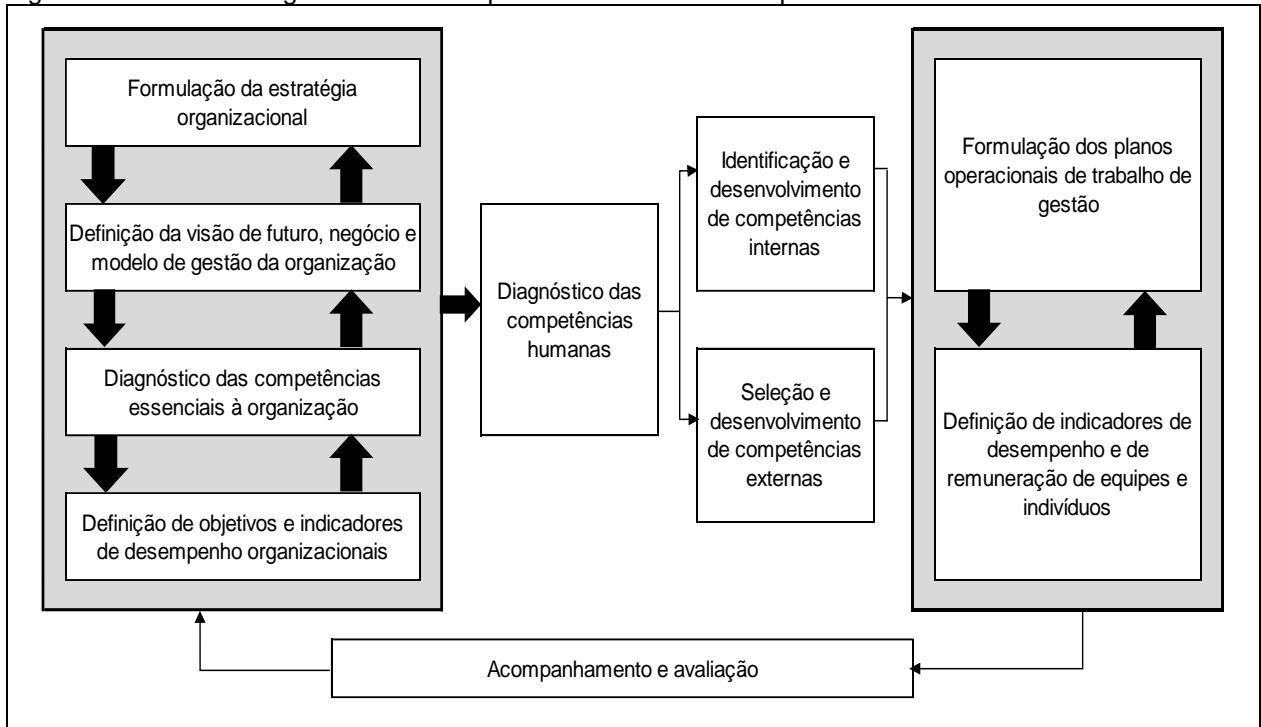 Formulação da estratégia
organizacional
Definição da visão de futuro, negócio e
modelo de gestão da organização
Diagnóstico das competências
essenciais à organização
Definição de objetivos e indicadores
de desempenho organizacionais
Diagnóstico das
competências
humanas
Identificação e
desenvolvimento
de competências
internas
Seleção e
desenvolvimento
de competências
externas
Formulação dos planos
operacionais de trabalho de
gestão
Definição de indicadores de
desempenho e de
remuneração de equipes e
indivíduos
Acompanhamento e avaliação